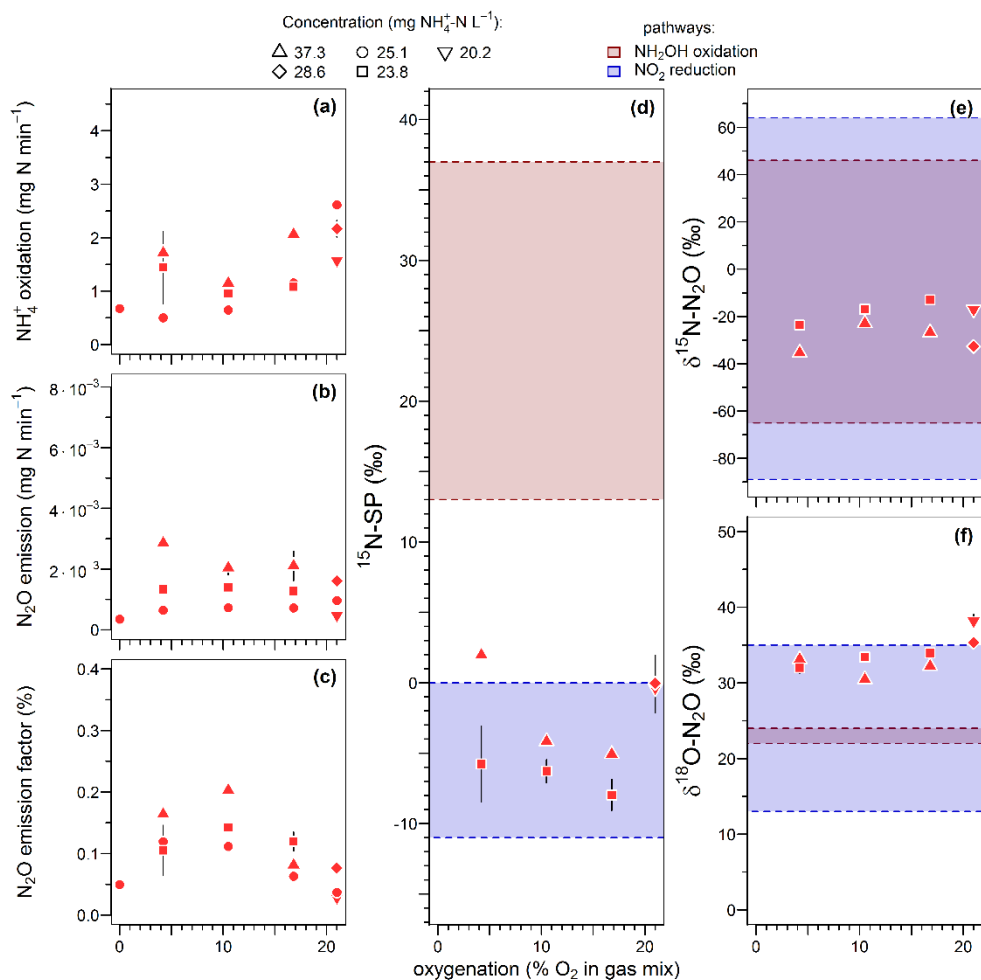 Concentration (mg NH₄⁺-N L⁻¹):
37.3 25.1 20.2
28.6 23.8
pathways:
NH₂OH oxidation
NO₂ reduction
(a)
NH₄⁺ oxidation (mg N min⁻¹)
4
3
2
1
0
0 10 20
(b)
N₂O emission (mg N min⁻¹)
8·10⁻³
6·10⁻³
4·10⁻³
2·10⁻³
0
(c)
N₂O emission factor (%)
0.4
0.3
0.2
0.1
0.0
0 10 20
(d)
¹⁵N-SP (‰)
40
30
20
10
0
-10
0 10 20
oxygenation (% O₂ in gas mix)
(e)
δ¹⁵N-N₂O (‰)
60
40
20
0
-20
-40
-60
-80
(f)
δ¹⁸O-N₂O (‰)
50
40
30
20
10
0
0 10 20